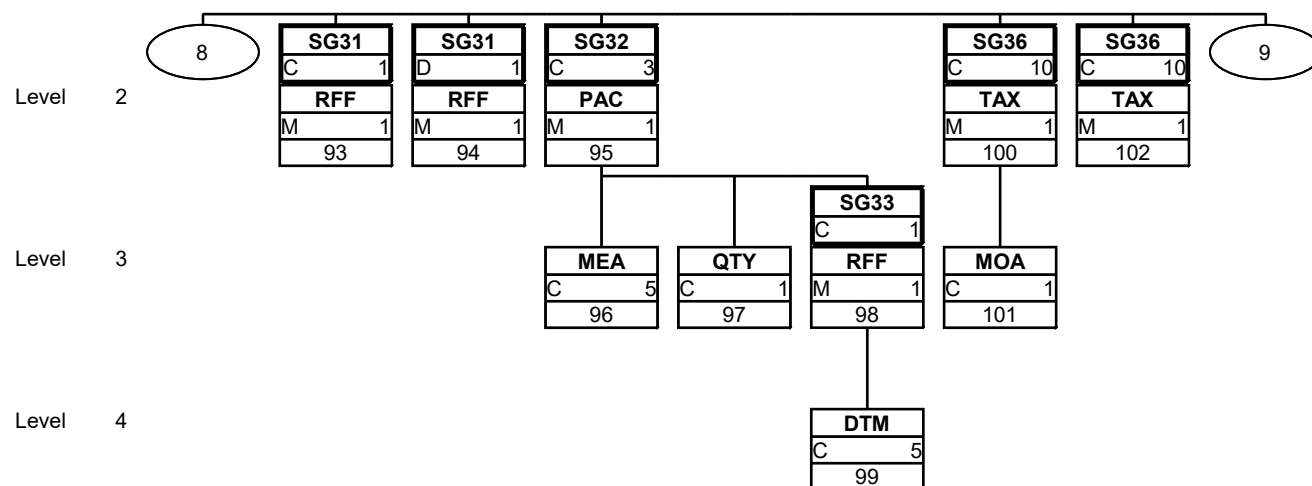 8
SG31
C 1
SG31
D 1
SG32
C 3
SG36
C 10
SG36
C 10
9
Level 2
RFF
M 1
93
RFF
M 1
94
PAC
M 1
95
TAX
M 1
100
TAX
M 1
102
SG33
C 1
Level 3
MEA
C 5
96
QTY
C 1
97
RFF
M 1
98
MOA
C 1
101
Level 4
DTM
C 5
99